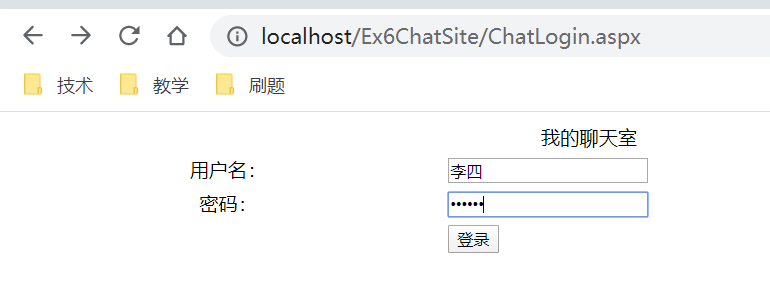 localhost/Ex6ChatSite/ChatLogin.aspx
技术 教学 刷题
我的聊天室
用户名： 李四
密码： ••••••
登录